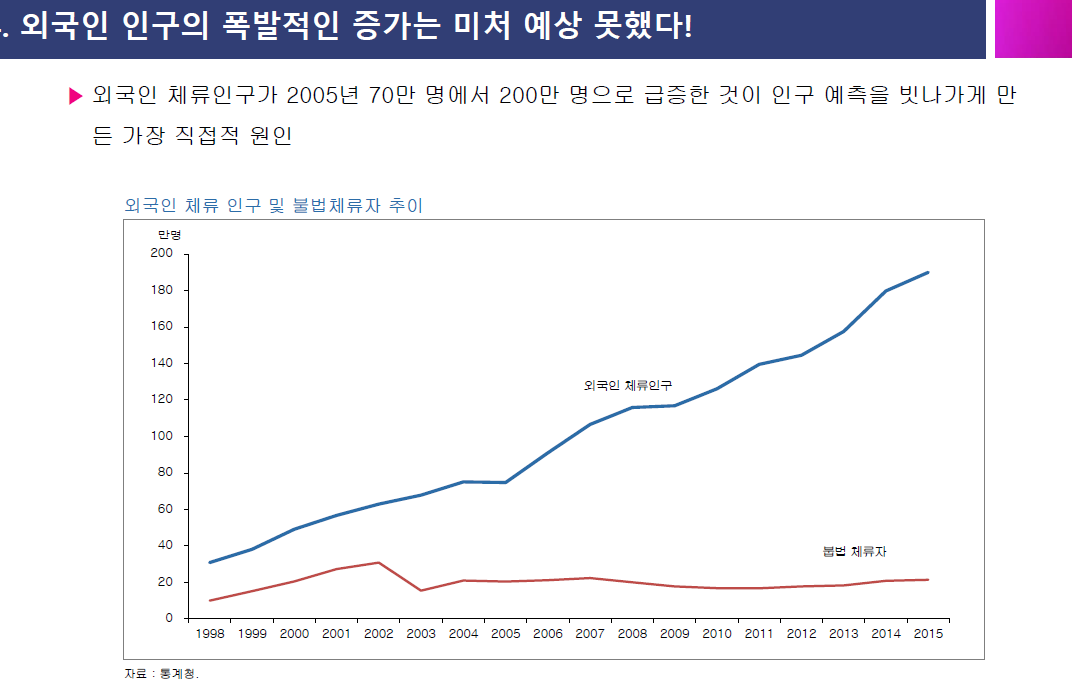 . 외국인 인구의 폭발적인 증가는 미처 예상 못했다!
외국인 체류인구가 2005년 70만 명에서 200만 명으로 급증한 것이 인구 예측을 빗나가게 만
든 가장 직접적 원인
외국인 체류 인구 및 불법체류자 추이
만명
200
180
160
140
120
100
80
60
40
20
0
외국인 체류인구
불법 체류자
1998 1999 2000 2001 2002 2003 2004 2005 2006 2007 2008 2009 2010 2011 2012 2013 2014 2015
자료 : 통계청.